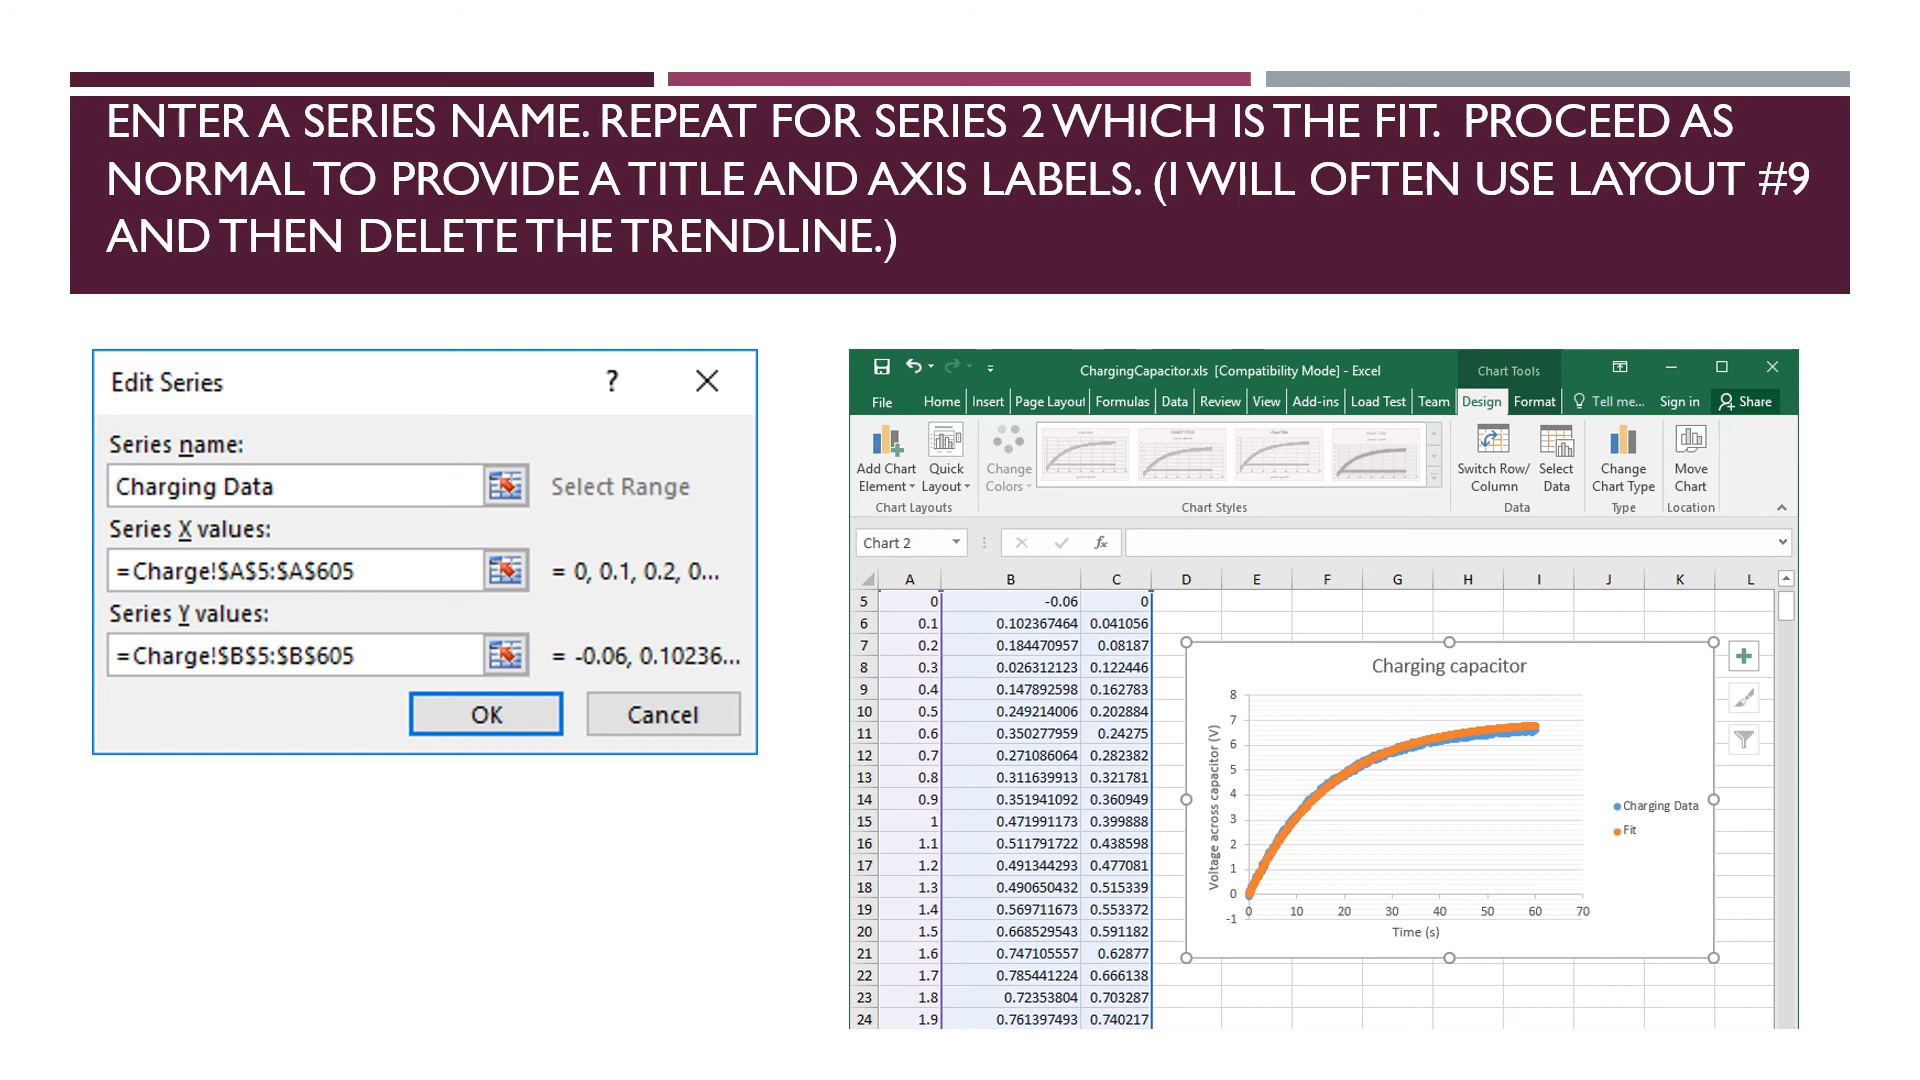 ENTER A SERIES NAME. REPEAT FOR SERIES 2 WHICH IS THE FIT. PROCEED AS
NORMAL TO PROVIDE A TITLE AND AXIS LABELS. (I WILL OFTEN USE LAYOUT #9
AND THEN DELETE THE TRENDLINE.)
Edit Series ?
Series name:
Charging Data Select Range
Series X values:
=Charge!$A$5:$A$605 = 0, 0.1, 0.2, 0...
Series Y values:
=Charge!$B$5:$B$605 = -0.06, 0.10236...
OK Cancel
ChargingCapacitor.xls [Compatibility Mode] - Excel Chart Tools
File Home Insert Page Layout Formulas Data Review View Add-ins Load Test Team Design Format Tell me... Sign in Share
Add Chart Element Quick Layout Change Colors Switch Row/ Column Select Data Change Chart Type Move Chart
Chart Layouts Chart Styles Data Type Location
Chart 2 fx
A B C D E F G H I J K L
5 0 -0.06 0
6 0.1 0.102367464 0.041056
7 0.2 0.184470957 0.08187
8 0.3 0.026312123 0.122446
9 0.4 0.147892598 0.162783
10 0.5 0.249214006 0.202884
11 0.6 0.350277959 0.24275
12 0.7 0.271086064 0.282382
13 0.8 0.311639913 0.321781
14 0.9 0.351941092 0.360949
15 1 0.471991173 0.399888
16 1.1 0.511791722 0.438598
17 1.2 0.491344293 0.477081
18 1.3 0.490650432 0.515339
19 1.4 0.569711673 0.553372
20 1.5 0.668529543 0.591182
21 1.6 0.747105557 0.62877
22 1.7 0.785441224 0.666138
23 1.8 0.72353804 0.703287
24 1.9 0.761397493 0.740217
Charging capacitor
Voltage across capacitor (V)
8
7
6
5
4
3
2
1
0
-1
0 10 20 30 40 50 60 70
Time (s)
Charging Data
Fit